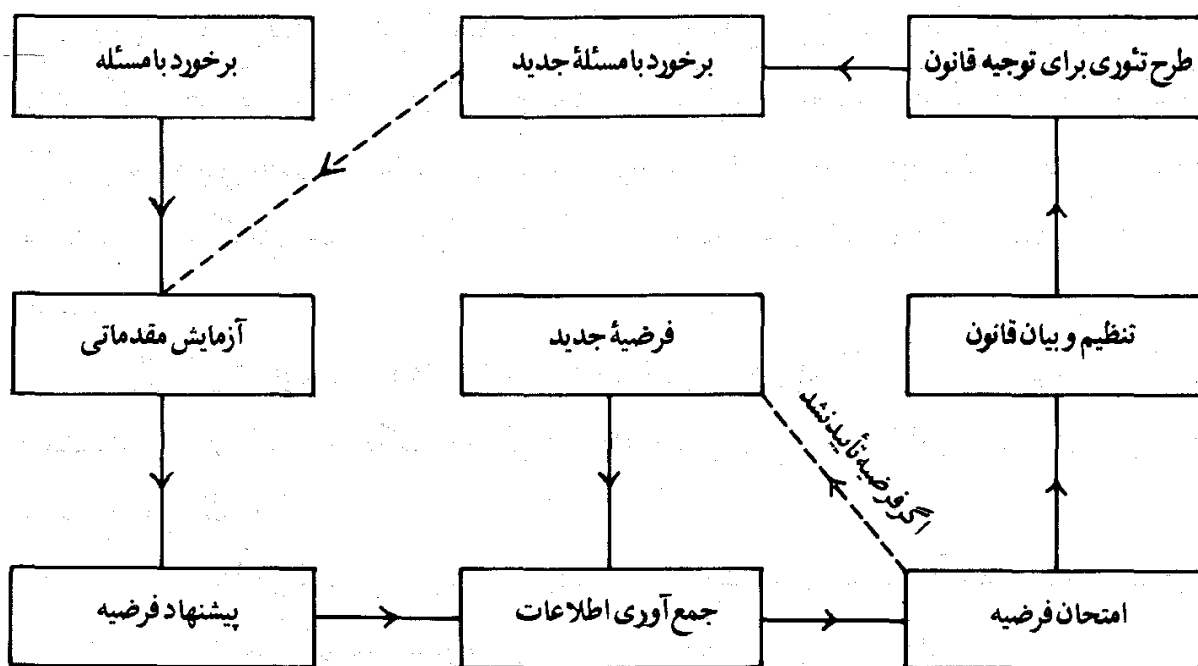 طرح تئوری برای توجیه قانون
برخورد با مسئلهٔ جدید
برخورد با مسئله
تنظیم و بیان قانون
فرضیهٔ جدید
آزمایش مقدماتی
اگر فرضیه تأیید نشد
امتحان فرضیه
جمع‌آوری اطلاعات
پیشنهاد فرضیه